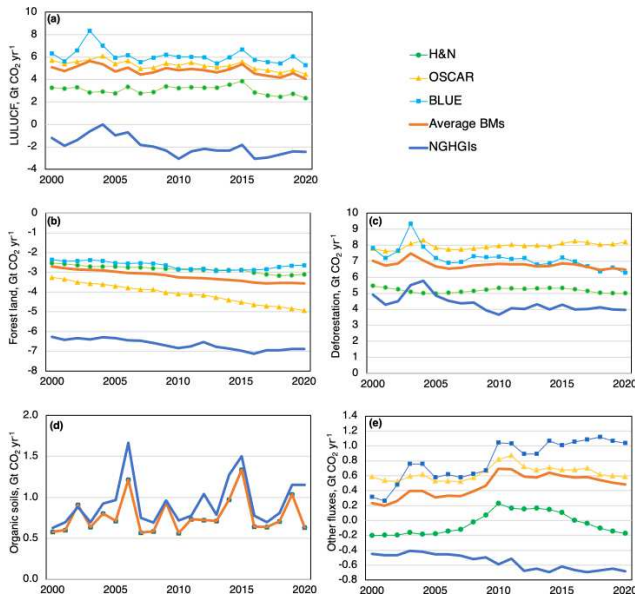 (a)
LULUCF, Gt CO₂ yr⁻¹
10
8
6
4
2
0
-2
-4
2000 2005 2010 2015 2020
H&N
OSCAR
BLUE
Average BMs
NGHGIs
(b)
Forest land, Gt CO₂ yr⁻¹
0
-1
-2
-3
-4
-5
-6
-7
-8
2000 2005 2010 2015 2020
(c)
Deforestation, Gt CO₂ yr⁻¹
10
9
8
7
6
5
4
3
2
1
0
2000 2005 2010 2015 2020
(d)
Organic soils, Gt CO₂ yr⁻¹
2.0
1.5
1.0
0.5
0.0
2000 2005 2010 2015 2020
(e)
Other fluxes, Gt CO₂ yr⁻¹
1.4
1.2
1.0
0.8
0.6
0.4
0.2
0.0
-0.2
-0.4
-0.6
-0.8
2000 2005 2010 2015 2020